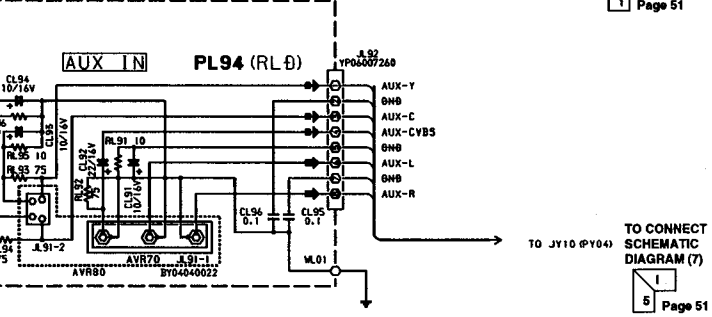 1
Page 51
AUX IN
PL94 (RLD)
JL92
YP06007260
CL94
10/16V
AUX-Y
GND
AUX-C
AUX-CVBS
GND
AUX-L
GND
AUX-R
CL95
10/16V
RL95 10
RL93 75
RL91 10
CL92
22/16V
RL92
75
CL91
10/16V
CL96
0.1
CL95
0.1
JL91-2
AVR80
AVR70
JL91-1
BY04040022
WL01
TO JY10 (PY04)
TO CONNECT
SCHEMATIC
DIAGRAM (7)
I
5
Page 51